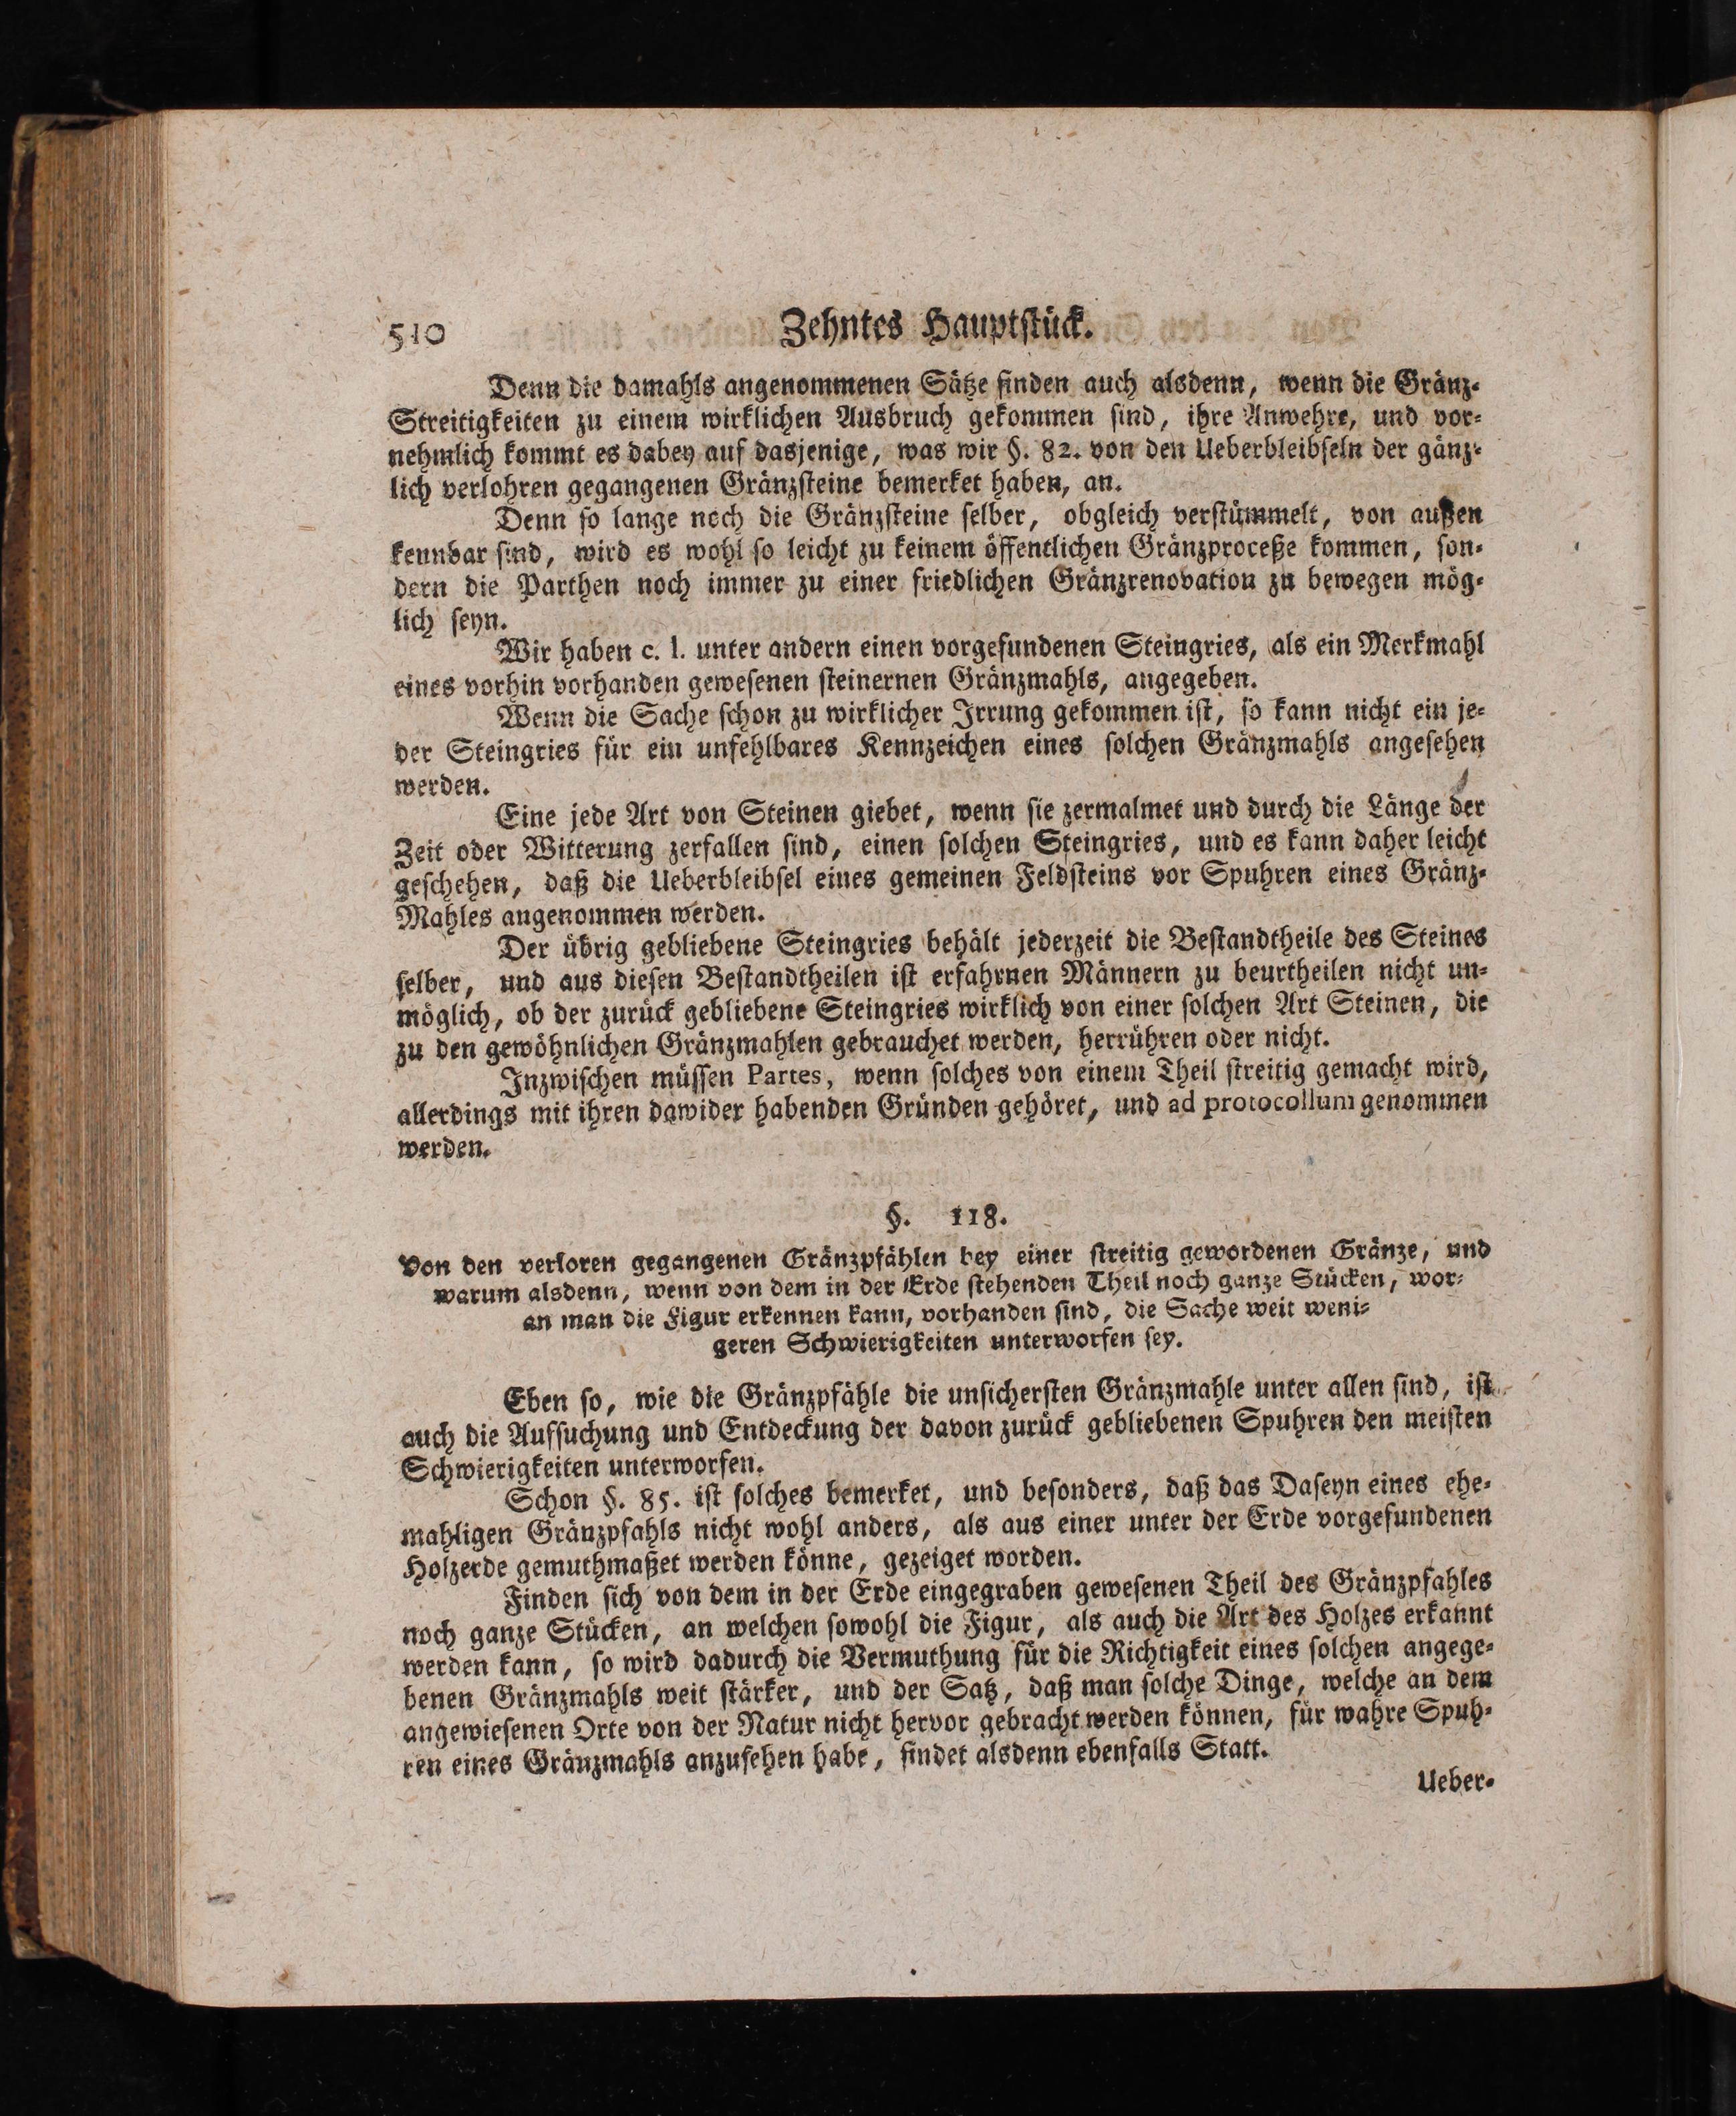 510 Zehntes Hauptstück.
Denn die damahls angenommenen Sätze finden auch alsdenn, wenn die Gränz-
Streitigkeiten zu einem wirklichen Ausbruch gekommen sind, ihre Anwehre, und vor-
nehmlich kommt es dabey auf dasjenige, was wir §. 82. von den Ueberbleibseln der gänz-
lich verlohren gegangenen Gränzsteine bemerket haben, an.
Denn so lange noch die Gränzsteine selber, obgleich verstümmelt, von außen
kennbar sind, wird es wohl so leicht zu keinem öffentlichen Gränzproceße kommen, son-
dern die Parthen noch immer zu einer friedlichen Gränzrenovation zu bewegen mög-
lich seyn.
Wir haben c. l. unter andern einen vorgefundenen Steingries, als ein Merkmahl
eines vorhin vorhanden gewesenen steinernen Gränzmahls, angegeben.
Wenn die Sache schon zu wirklicher Irrung gekommen ist, so kann nicht ein je-
der Steingries für ein unfehlbares Kennzeichen eines solchen Gränzmahls angesehen
werden.
Eine jede Art von Steinen giebet, wenn sie zermalmet und durch die Länge der
Zeit oder Witterung zerfallen sind, einen solchen Steingries, und es kann daher leicht
geschehen, daß die Ueberbleibsel eines gemeinen Feldsteins vor Spuhren eines Gränz-
Mahles angenommen werden.
Der übrig gebliebene Steingries behält jederzeit die Bestandtheile des Steines
selber, und aus diesen Bestandtheilen ist erfahrnen Männern zu beurtheilen nicht un-
möglich, ob der zurück gebliebene Steingries wirklich von einer solchen Art Steinen, die
zu den gewöhnlichen Gränzmahlen gebrauchet werden, herrühren oder nicht.
Inzwischen müssen Partes, wenn solches von einem Theil streitig gemacht wird,
allerdings mit ihren dawider habenden Gründen gehöret, und ad protocollum genommen
werden.
§. 118.
Von den verloren gegangenen Gränzpfählen bey einer streitig gewordenen Gränze, und
warum alsdenn, wenn von dem in der Erde stehenden Theil noch ganze Stücken, wor-
an man die Figur erkennen kann, vorhanden sind, die Sache weit weni-
geren Schwierigkeiten unterworfen sey.
Eben so, wie die Gränzpfähle die unsichersten Gränzmahle unter allen sind, ist
auch die Aufsuchung und Entdeckung der davon zurück gebliebenen Spuhren den meisten
Schwierigkeiten unterworfen.
Schon §. 85. ist solches bemerket, und besonders, daß das Daseyn eines ehe-
mahligen Gränzpfahls nicht wohl anders, als aus einer unter der Erde vorgefundenen
Holzerde gemuthmaßet werden könne, gezeiget worden.
Finden sich von dem in der Erde eingegraben gewesenen Theil des Gränzpfahles
noch ganze Stücken, an welchen sowohl die Figur, als auch die Art des Holzes erkannt
werden kann, so wird dadurch die Vermuthung für die Richtigkeit eines solchen angege-
benen Gränzmahls weit stärker, und der Satz, daß man solche Dinge, welche an dem
angewiesenen Orte von der Natur nicht hervor gebracht werden können, für wahre Spuh-
ren eines Gränzmahls anzusehen habe, findet alsdenn ebenfalls Statt.
Ueber-